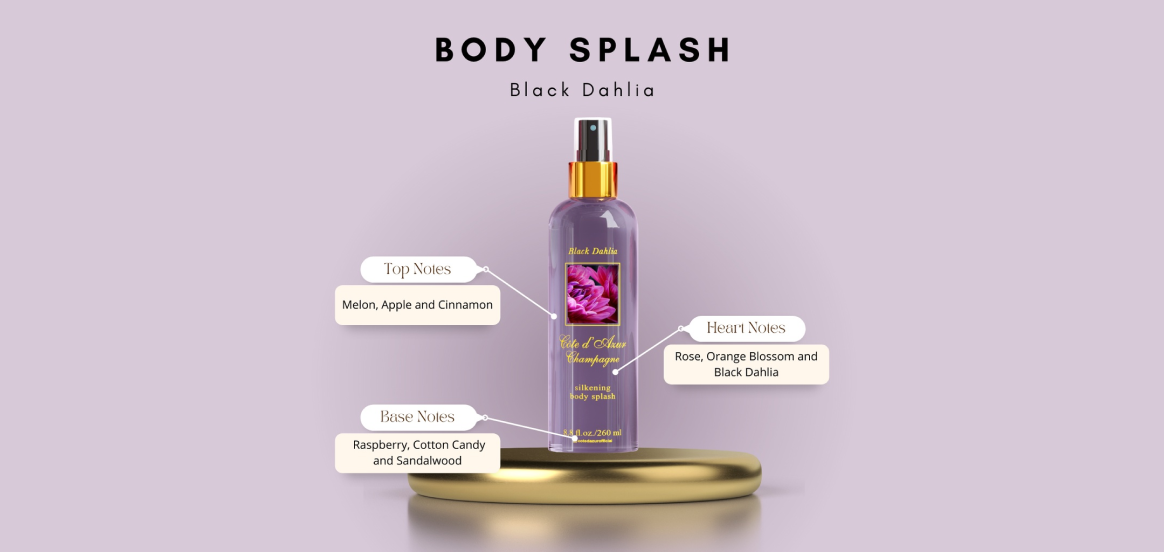 BODY SPLASH
Black Dahlia
Black Dahlia
Top Notes
Melon, Apple and Cinnamon
Heart Notes
Rose, Orange Blossom and
Black Dahlia
Côte d'Azur
Champagne
silkening
body splash
Base Notes
Raspberry, Cotton Candy
and Sandalwood
fl.oz./260 ml